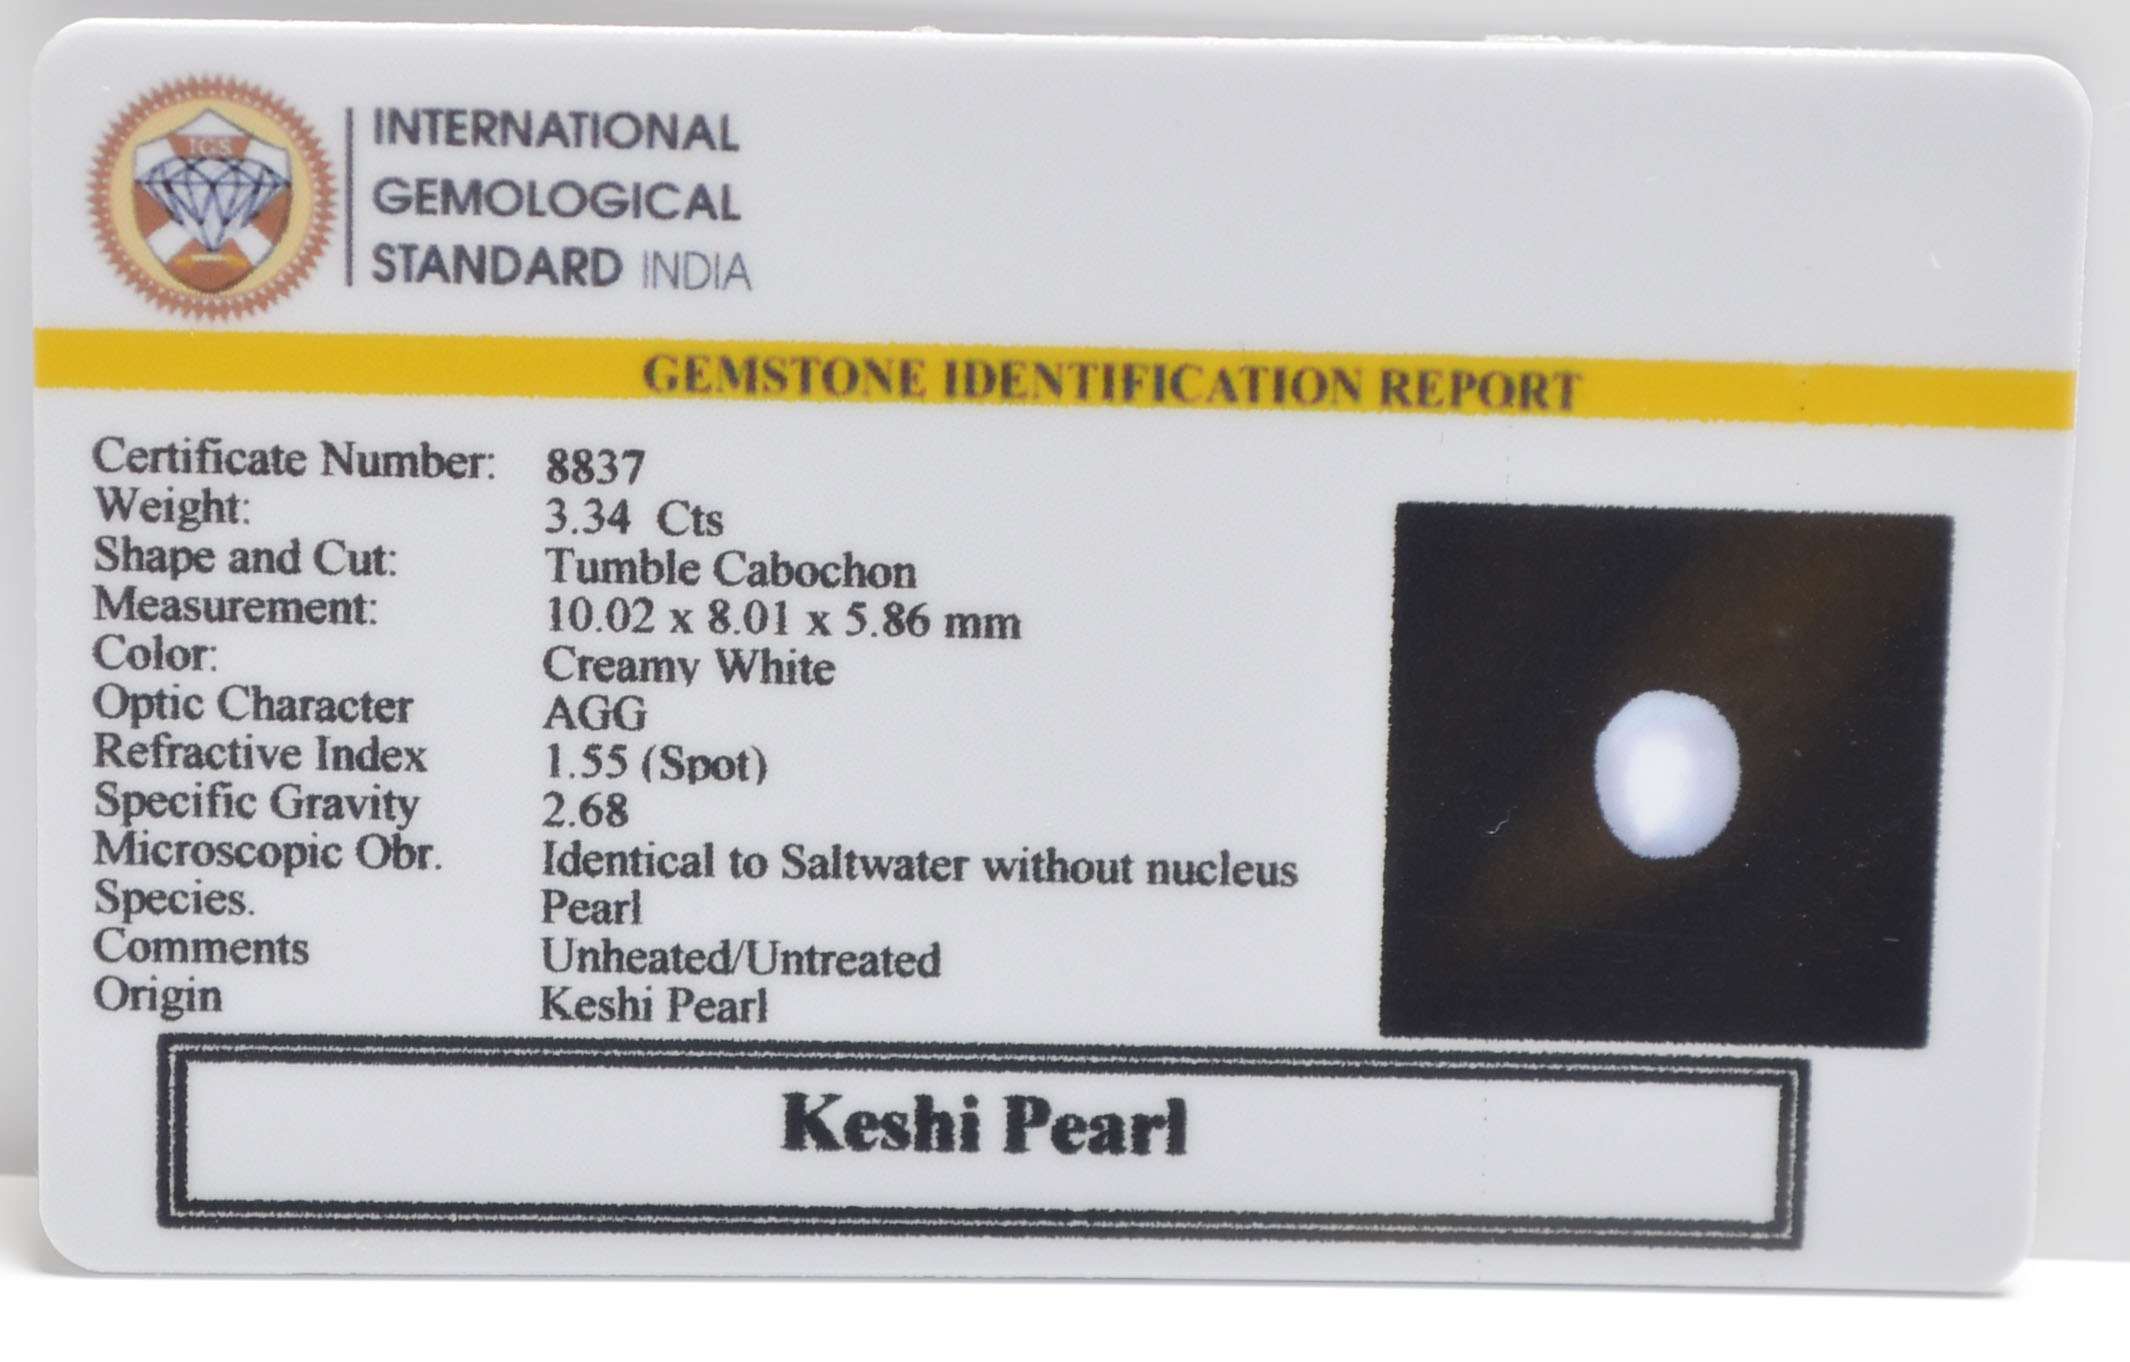 IGS
INTERNATIONAL
GEMOLOGICAL
STANDARD INDIA
GEMSTONE IDENTIFICATION REPORT
Certificate Number: 8837
Weight: 3.34 Cts
Shape and Cut: Tumble Cabochon
Measurement: 10.02 x 8.01 x 5.86 mm
Color: Creamy White
Optic Character AGG
Refractive Index 1.55 (Spot)
Specific Gravity 2.68
Microscopic Obr. Identical to Saltwater without nucleus
Species. Pearl
Comments Unheated/Untreated
Origin Keshi Pearl
Keshi Pearl